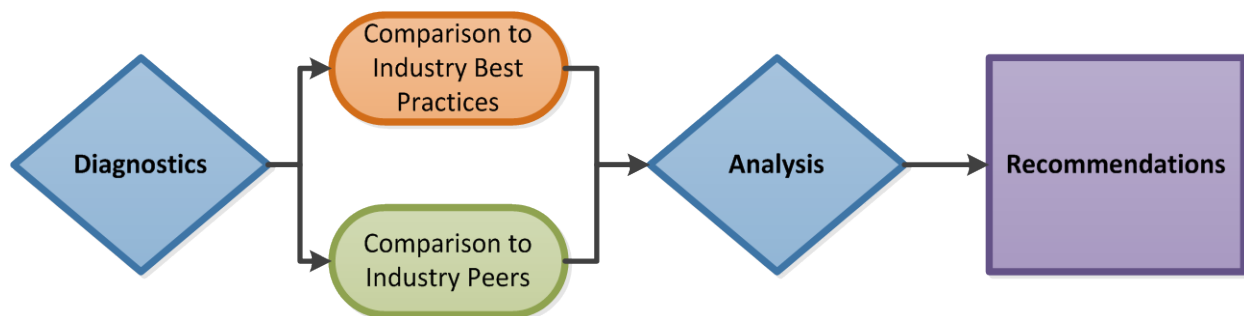 Diagnostics
Comparison to
Industry Best
Practices
Comparison to
Industry Peers
Analysis
Recommendations